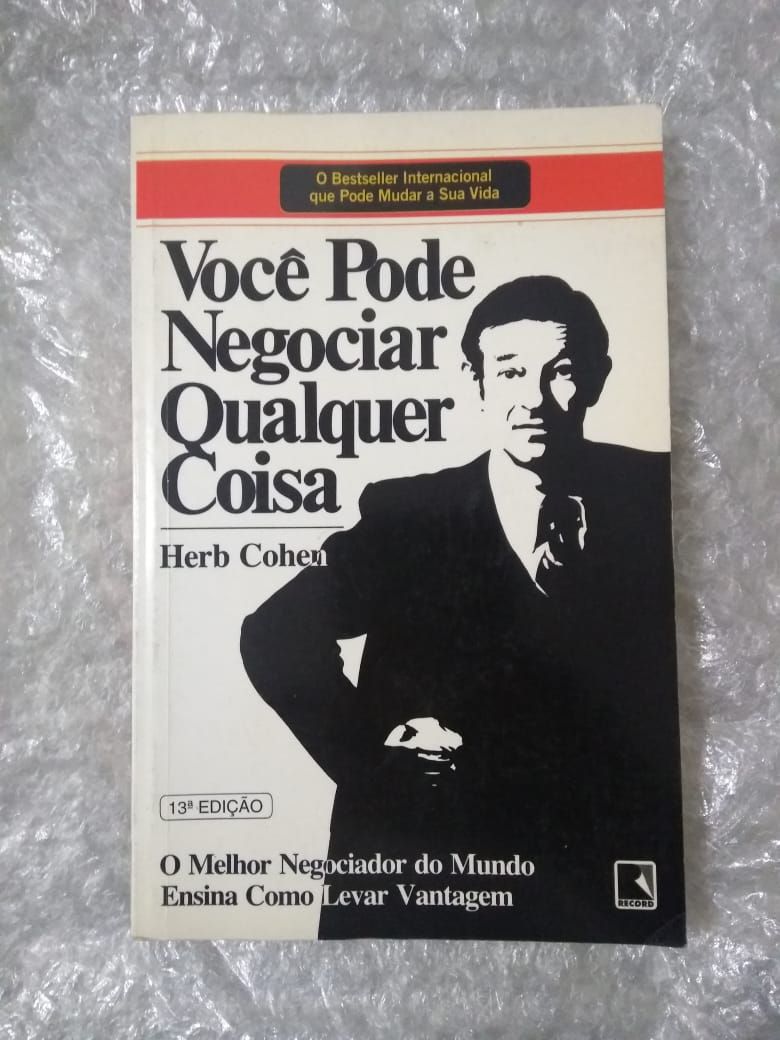 O Bestseller Internacional
que Pode Mudar a Sua Vida
Você Pode
Negociar
Qualquer
Coisa
Herb Cohen
13ª EDIÇÃO
O Melhor Negociador do Mundo
Ensina Como Levar Vantagem
RECORD